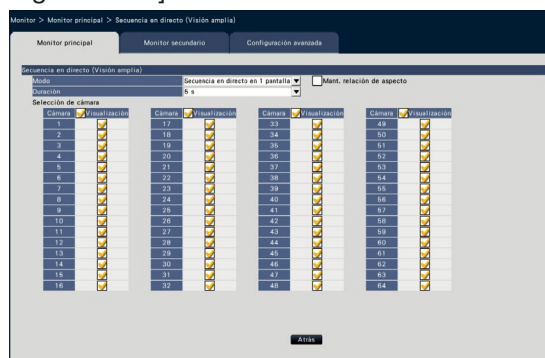 Monitor > Monitor principal > Secuencia en directo (Visión amplia)
Monitor principal Monitor secundario Configuración avanzada
Secuencia en directo (Visión amplia)
Modo Secuencia en directo en 1 pantalla Mant. relación de aspecto
Duración 5 s
Selección de cámara
Cámara Visualización Cámara Visualización Cámara Visualización Cámara Visualización
1 17 33 49
2 18 34 50
3 19 35 51
4 20 36 52
5 21 37 53
6 22 38 54
7 23 39 55
8 24 40 56
9 25 41 57
10 26 42 58
11 27 43 59
12 28 44 60
13 29 45 61
14 30 46 62
15 31 47 63
16 32 48 64
Atrás